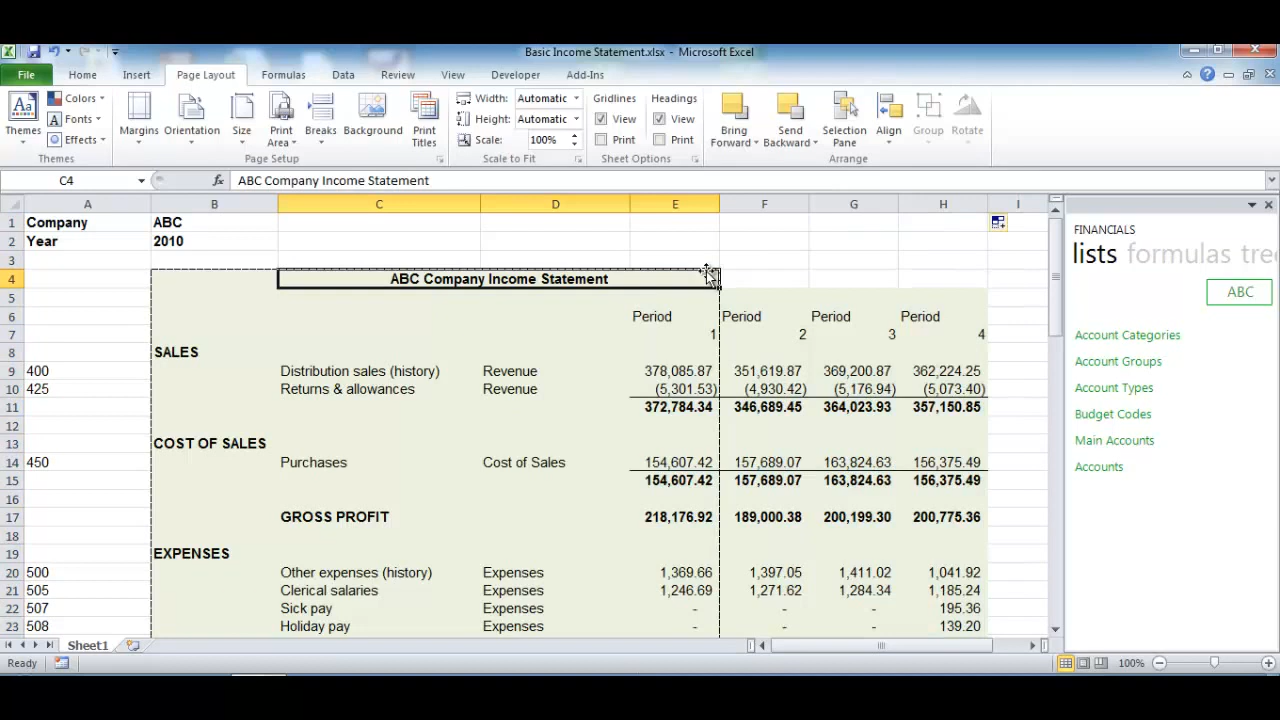 Basic Income Statement.xlsx - Microsoft Excel
File Home Insert Page Layout Formulas Data Review View Developer Add-Ins
Colors Width: Automatic Gridlines Headings
Fonts Height: Automatic View View
Effects Scale: 100% Print Print
Themes Margins Orientation Size Print Area Breaks Background Print Titles Bring Forward Send Backward Selection Pane Align Group Rotate
Themes Page Setup Scale to Fit Sheet Options Arrange
C4 fx ABC Company Income Statement
A B C D E F G H I
1 Company ABC
2 Year 2010
3
4 ABC Company Income Statement
5
6 Period Period Period Period
7 1 2 3 4
8 SALES
9 400 Distribution sales (history) Revenue 378,085.87 351,619.87 369,200.87 362,224.25
10 425 Returns & allowances Revenue (5,301.53) (4,930.42) (5,176.94) (5,073.40)
11 372,784.34 346,689.45 364,023.93 357,150.85
12
13 COST OF SALES
14 450 Purchases Cost of Sales 154,607.42 157,689.07 163,824.63 156,375.49
15 154,607.42 157,689.07 163,824.63 156,375.49
16
17 GROSS PROFIT 218,176.92 189,000.38 200,199.30 200,775.36
18
19 EXPENSES
20 500 Other expenses (history) Expenses 1,369.66 1,397.05 1,411.02 1,041.92
21 505 Clerical salaries Expenses 1,246.69 1,271.62 1,284.34 1,185.24
22 507 Sick pay Expenses - - - 195.36
23 508 Holiday pay Expenses - - - 139.20
Sheet1
Ready 100%
FINANCIALS
lists formulas tre
ABC
Account Categories
Account Groups
Account Types
Budget Codes
Main Accounts
Accounts